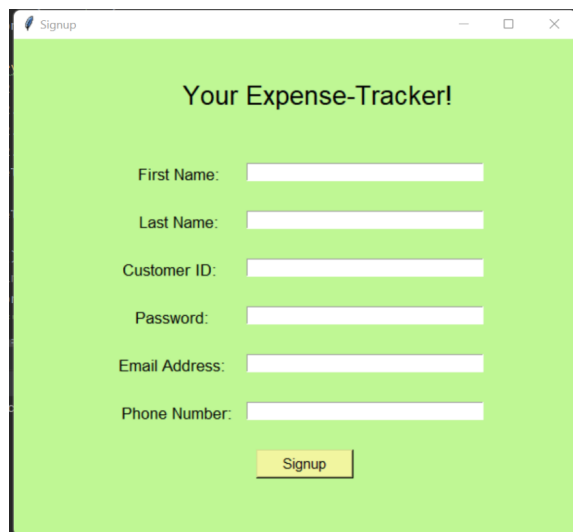 Signup
Your Expense-Tracker!
First Name:
Last Name:
Customer ID:
Password:
Email Address:
Phone Number:
Signup